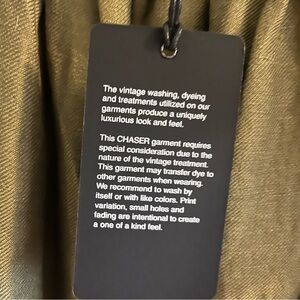 The vintage washing, dyeing
and treatments utilized on our
garments produce a uniquely
luxurious look and feel.
This CHASER garment requires
special consideration due to the
nature of the vintage treatment.
This garment may transfer dye to
other garments when wearing.
We recommend to wash by
itself or with like colors. Print
variation, small holes and
fading are intentional to create
a one of a kind feel.